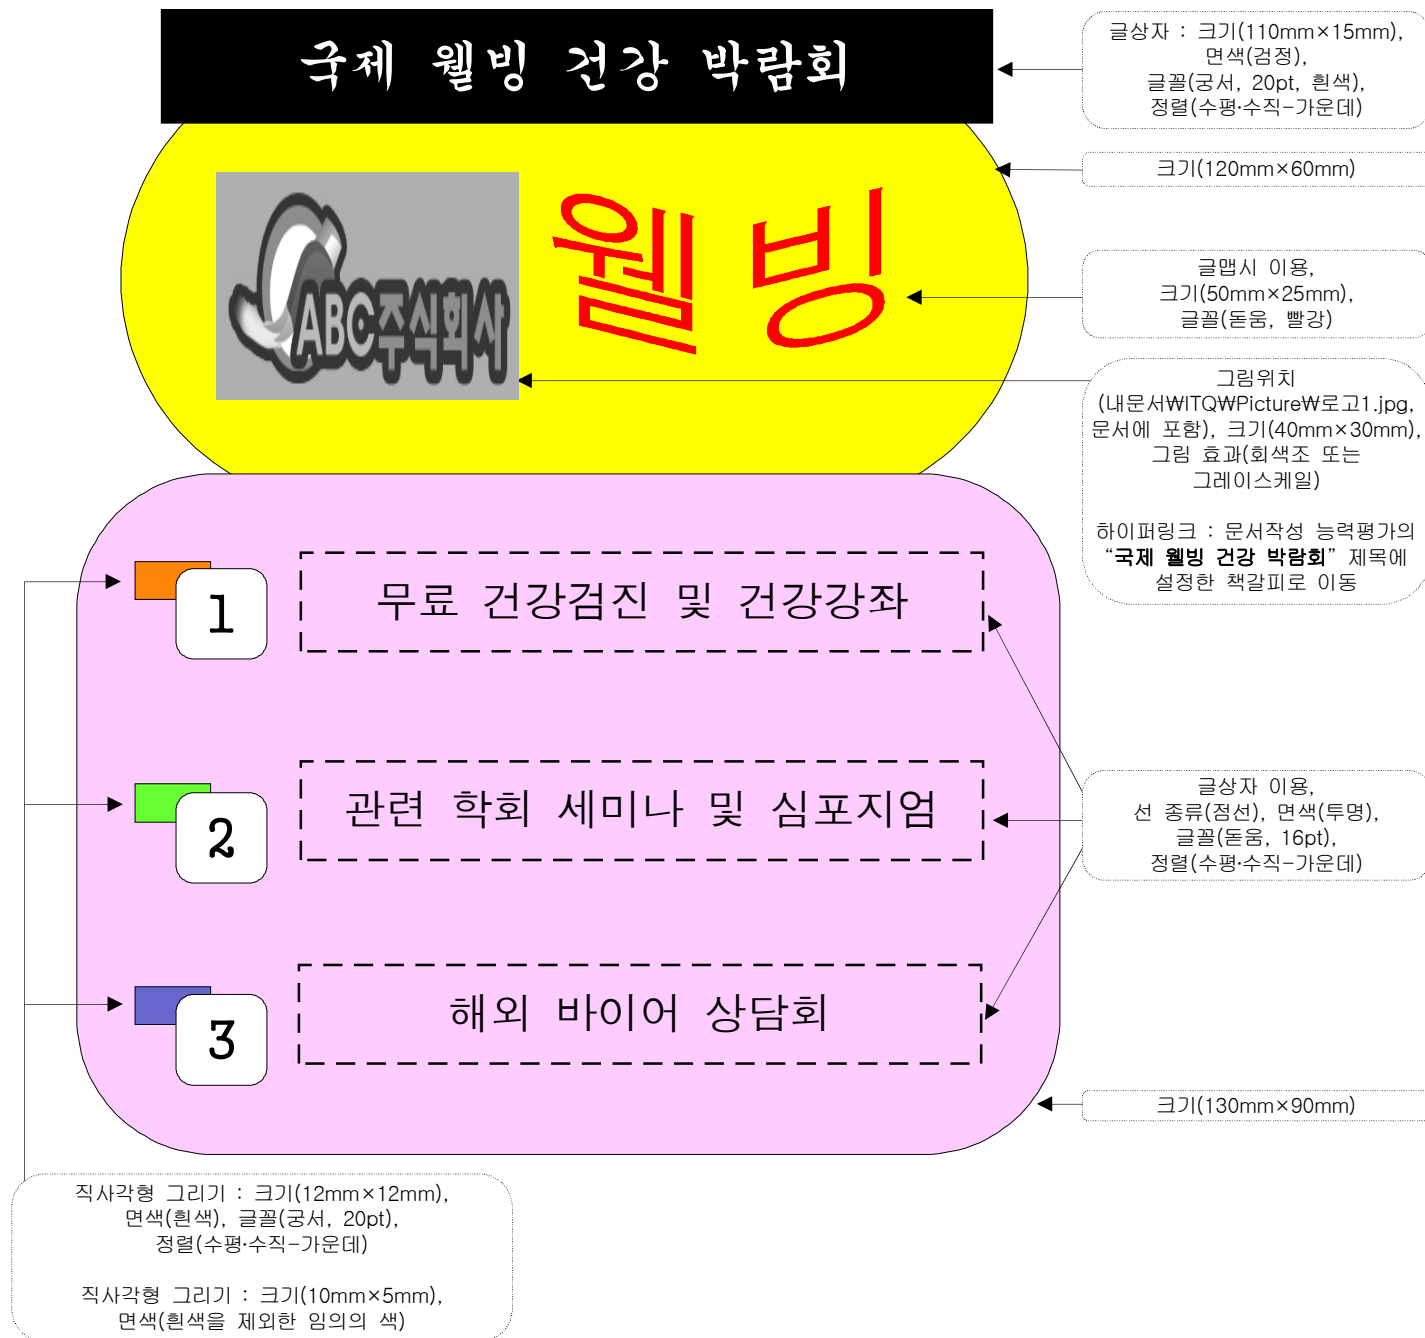 국제 웰빙 건강 박람회
글상자 : 크기(110mm×15mm),
면색(검정),
글꼴(궁서, 20pt, 흰색),
정렬(수평·수직-가운데)
크기(120mm×60mm)
ABC주식회사
웰빙
글맵시 이용,
크기(50mm×25mm),
글꼴(돋움, 빨강)
그림위치
(내문서₩ITQ₩Picture₩로고1.jpg,
문서에 포함), 크기(40mm×30mm),
그림 효과(회색조 또는
그레이스케일)
하이퍼링크 : 문서작성 능력평가의
“국제 웰빙 건강 박람회” 제목에
설정한 책갈피로 이동
1
무료 건강검진 및 건강강좌
2
관련 학회 세미나 및 심포지엄
글상자 이용,
선 종류(점선), 면색(투명),
글꼴(돋움, 16pt),
정렬(수평·수직-가운데)
3
해외 바이어 상담회
크기(130mm×90mm)
직사각형 그리기 : 크기(12mm×12mm),
면색(흰색), 글꼴(궁서, 20pt),
정렬(수평·수직-가운데)
직사각형 그리기 : 크기(10mm×5mm),
면색(흰색을 제외한 임의의 색)